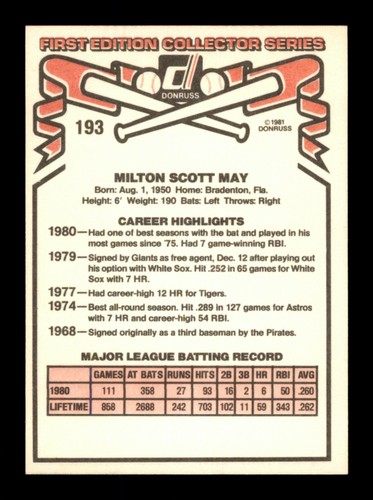 FIRST EDITION COLLECTOR SERIES
d
DONRUSS
193
© 1981
DONRUSS
MILTON SCOTT MAY
Born: Aug. 1, 1950 Home: Bradenton, Fla.
Height: 6' Weight: 190 Bats: Left Throws: Right
CAREER HIGHLIGHTS
1980—Had one of best seasons with the bat and played in his
most games since '75. Had 7 game-winning RBI.
1979—Signed by Giants as free agent, Dec. 12 after playing out
his option with White Sox. Hit .252 in 65 games for White
Sox with 7 HR.
1977—Had career-high 12 HR for Tigers.
1974—Best all-round season. Hit .289 in 127 games for Astros
with 7 HR and career-high 54 RBI.
1968—Signed originally as a third baseman by the Pirates.
MAJOR LEAGUE BATTING RECORD
GAMES AT BATS RUNS HITS 2B 3B HR RBI AVG
1980 111 358 27 93 16 2 6 50 .260
LIFETIME 858 2688 242 703 102 11 59 343 .262